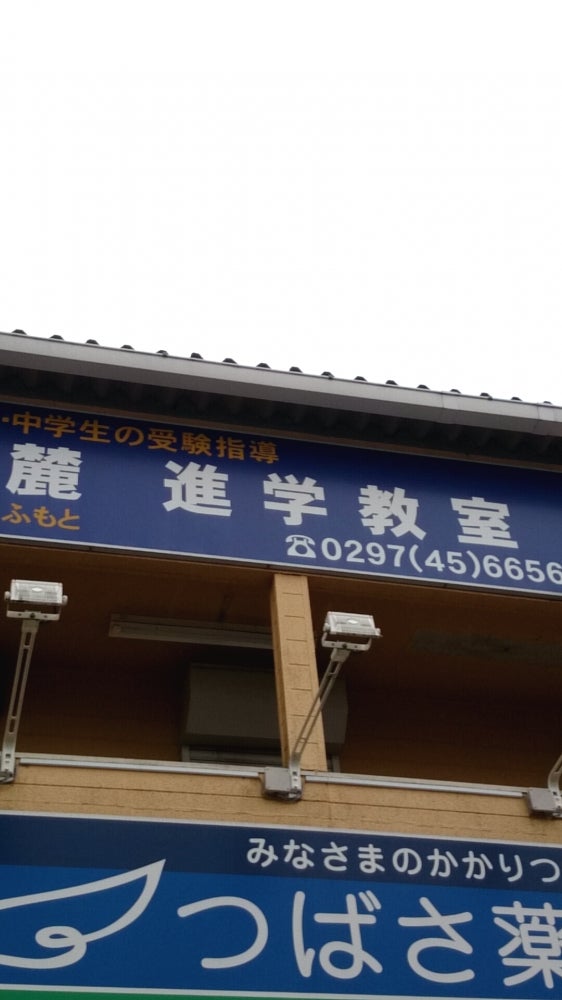 ・中学生の受験指導
麓 進学教室
ふもと
☎0297(45)6656
みなさまのかかりつ
つばさ薬